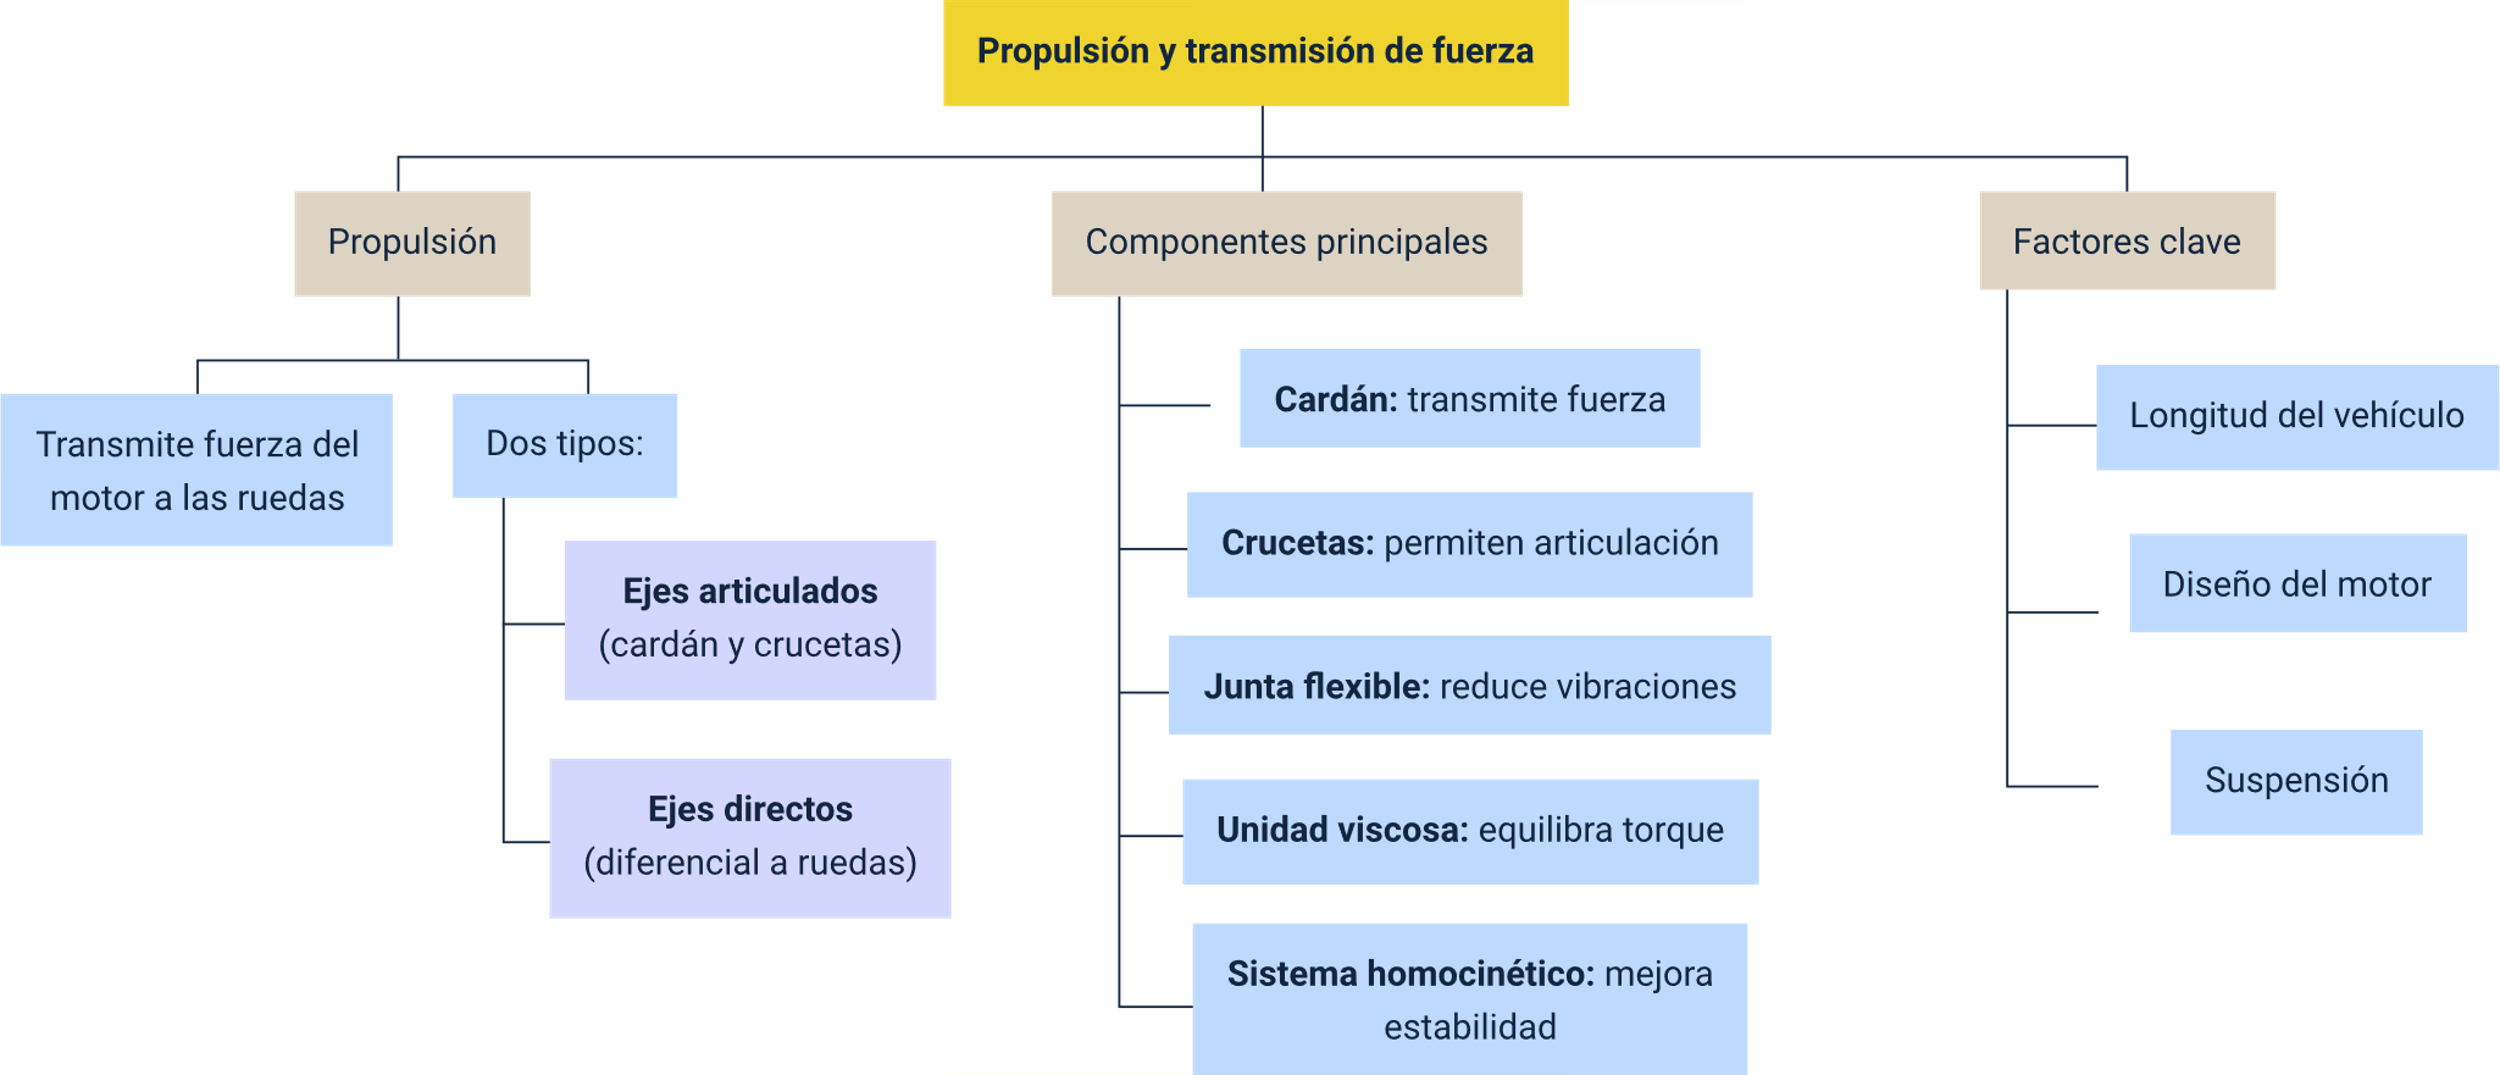 Propulsión y transmisión de fuerza
Propulsión
Transmite fuerza del
motor a las ruedas
Dos tipos:
Ejes articulados
(cardán y crucetas)
Ejes directos
(diferencial a ruedas)
Componentes principales
Cardán: transmite fuerza
Crucetas: permiten articulación
Junta flexible: reduce vibraciones
Unidad viscosa: equilibra torque
Sistema homocinético: mejora
estabilidad
Factores clave
Longitud del vehículo
Diseño del motor
Suspensión